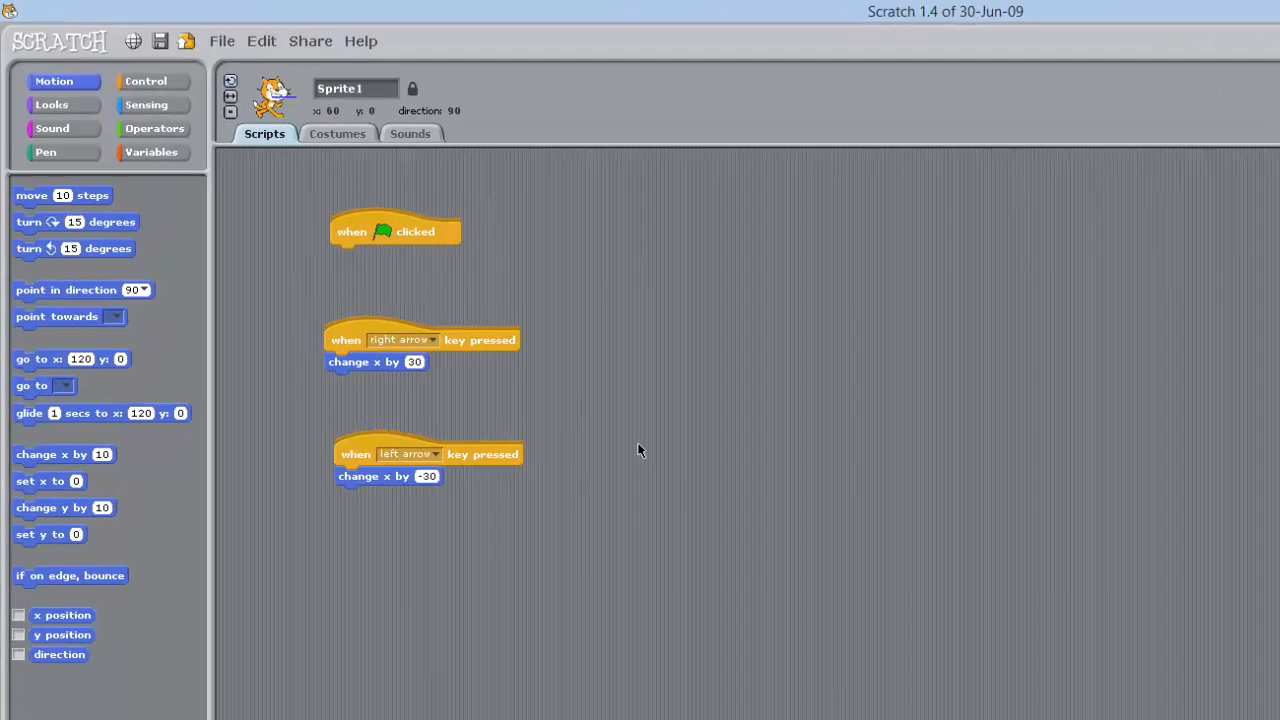 Scratch 1.4 of 30-Jun-09
SCRATCH File Edit Share Help
Motion Control
Looks Sensing
Sound Operators
Pen Variables
Sprite1
x: 60 y: 0 direction: 90
Scripts Costumes Sounds
move 10 steps
turn 15 degrees
turn 15 degrees
point in direction 90
point towards
go to x: 120 y: 0
go to
glide 1 secs to x: 120 y: 0
change x by 10
set x to 0
change y by 10
set y to 0
if on edge, bounce
x position
y position
direction
when clicked
when right arrow key pressed
change x by 30
when left arrow key pressed
change x by -30